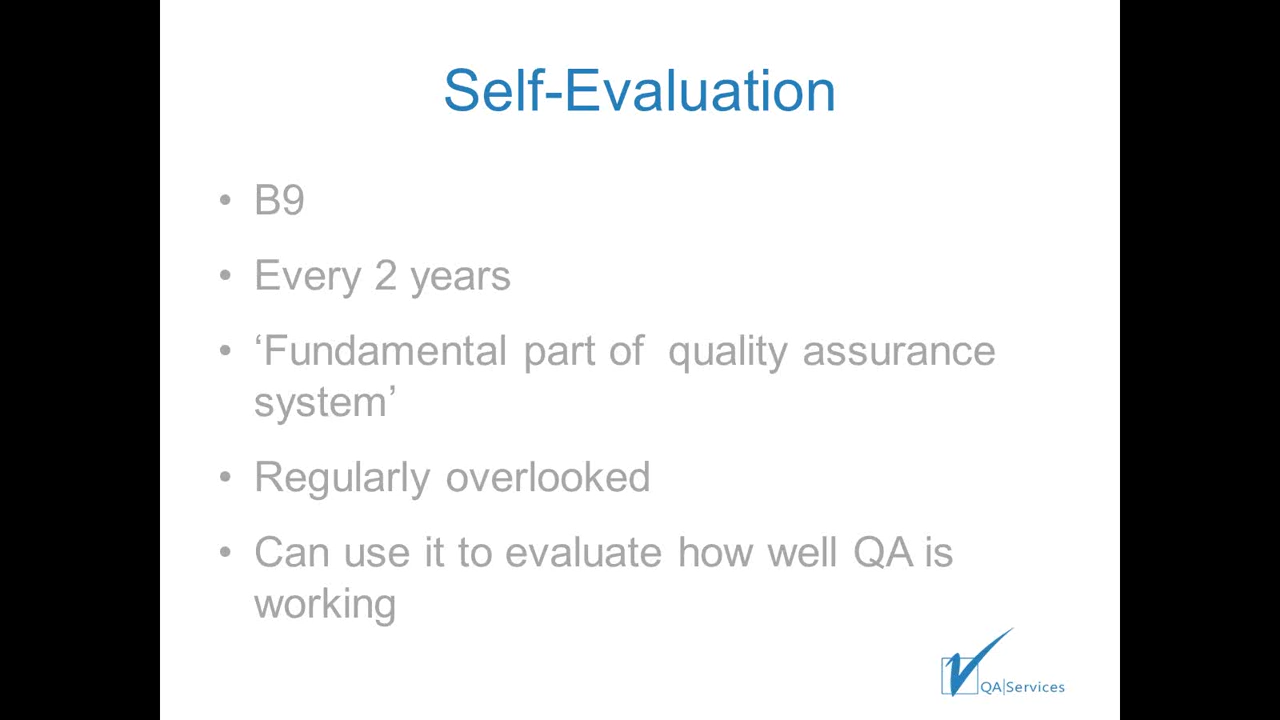 Self-Evaluation
• B9
• Every 2 years
• ‘Fundamental part of  quality assurance
system’
• Regularly overlooked
• Can use it to evaluate how well QA is
working
QA|Services